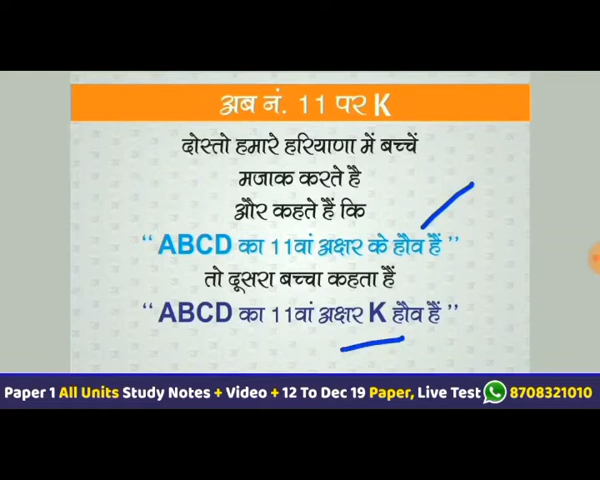 अब नं. 11 पर K
दोस्तो हमारे हरियाणा में बच्चें
मजाक करते है
और कहते हैं कि
“ ABCD का 11वां अक्षर के हौव हैं ”
तो दूसरा बच्चा कहता हैं
“ ABCD का 11वां अक्षर K हौव हैं ”
Paper 1 All Units Study Notes + Video + 12 To Dec 19 Paper, Live Test 8708321010